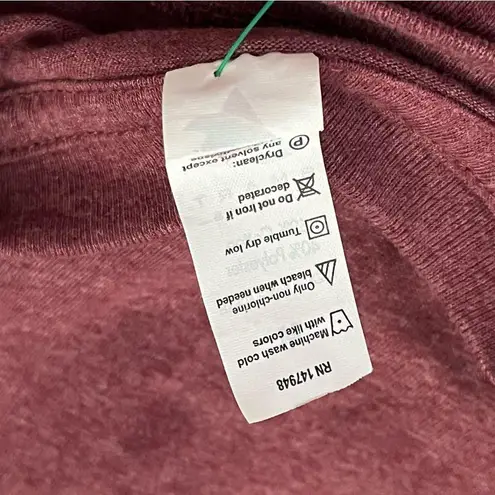 RN 147948
Machine wash cold
with like colors
Only non-chlorine
bleach when needed
Tumble dry low
Do not Iron if
decorated
P
Dryclean:
any solvent except